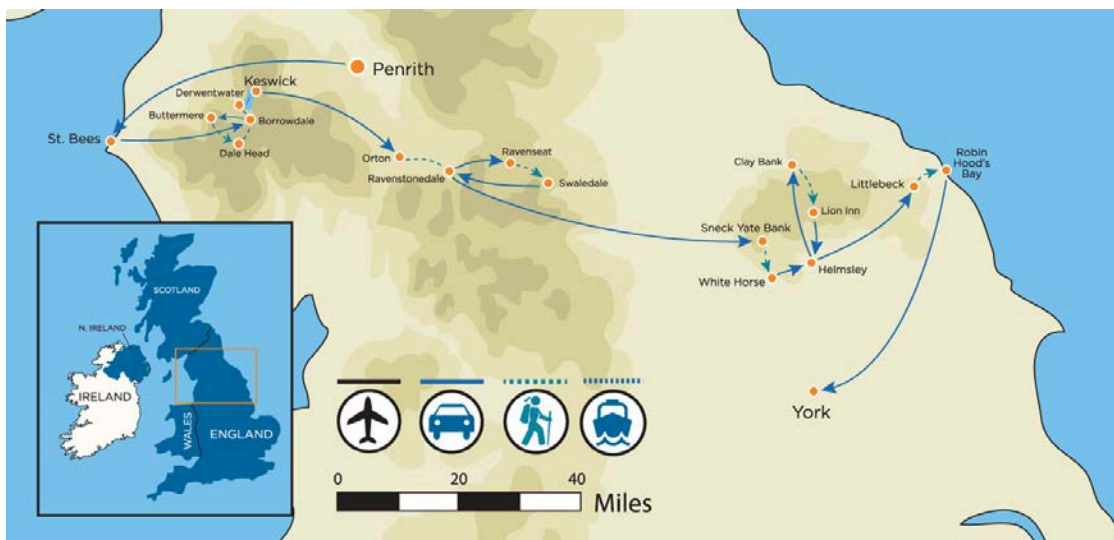 Penrith
Keswick
Derwentwater
Buttermere
Borrowdale
St. Bees
Dale Head
Orton
Ravenseat
Ravenstonedale
Swaledale
Clay Bank
Robin
Hood's
Bay
Littlebeck
Lion Inn
Sneck Yate Bank
Helmsley
White Horse
York
SCOTLAND
N. IRELAND
IRELAND
WALES
ENGLAND
0 20 40
Miles